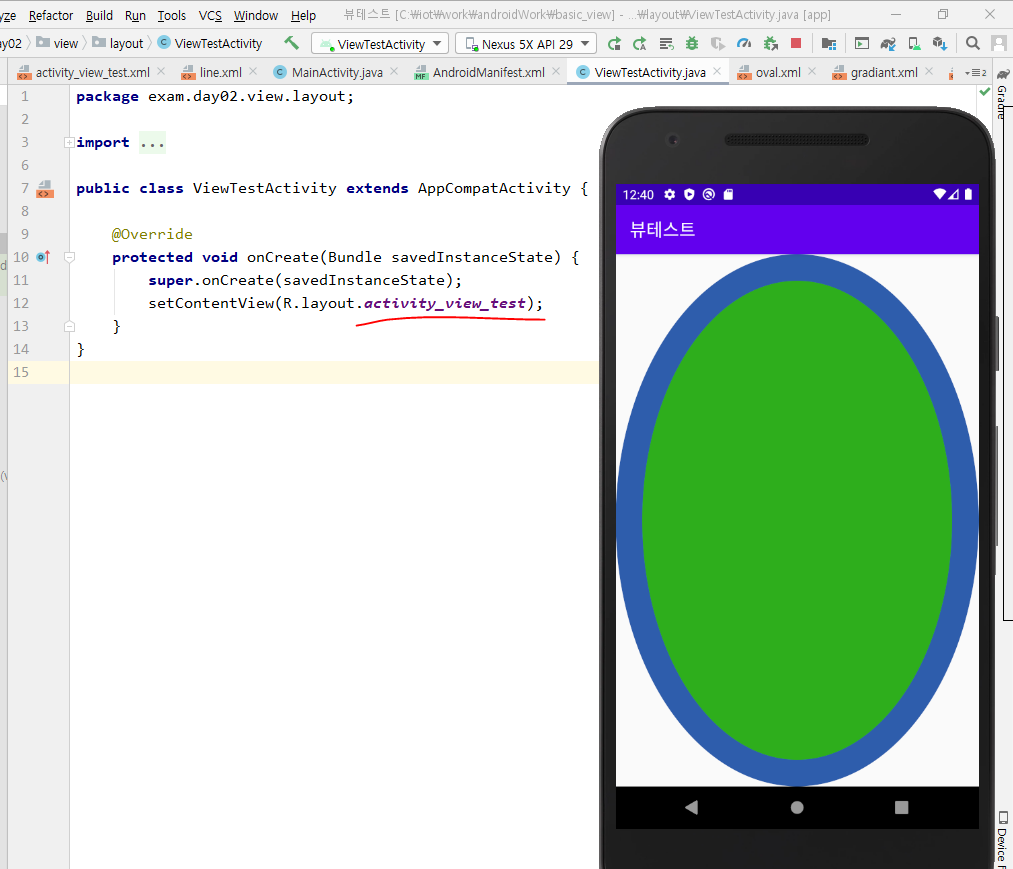 yze Refactor Build Run Tools VCS Window Help 뷰테스트 [C:₩iot₩work₩androidWork₩basic_view] - ...₩layout₩ViewTestActivity.java [app]
ay02 view layout ViewTestActivity ViewTestActivity Nexus 5X API 29
activity_view_test.xml line.xml MainActivity.java AndroidManifest.xml ViewTestActivity.java oval.xml gradiant.xml 2
1 package exam.day02.view.layout;
2
3 import ...
6
7 public class ViewTestActivity extends AppCompatActivity {
8
9 @Override
10 protected void onCreate(Bundle savedInstanceState) {
11 super.onCreate(savedInstanceState);
12 setContentView(R.layout.activity_view_test);
13 }
14 }
15
12:40
뷰테스트
Gradle